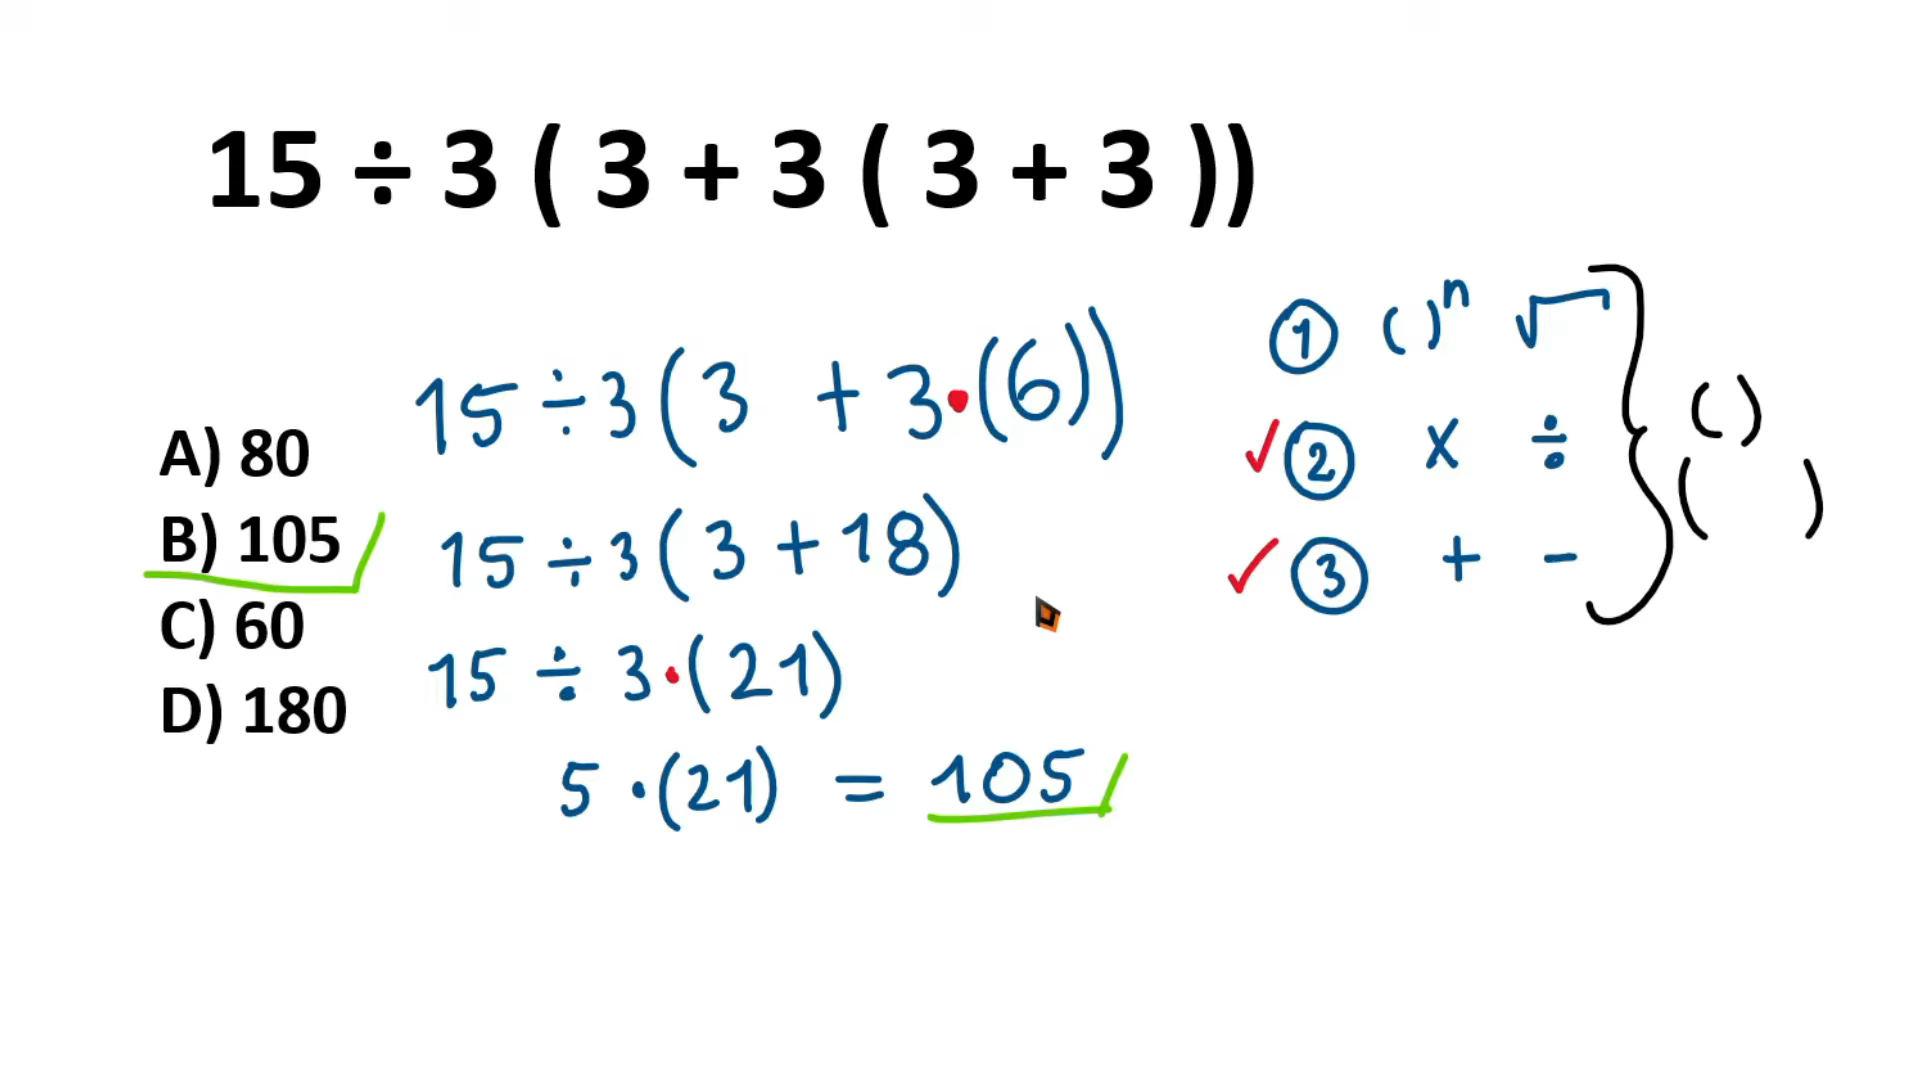 15 ÷ 3 ( 3 + 3 ( 3 + 3 ))
15 ÷ 3 (3 + 3 • (6))
15 ÷ 3 (3 + 18)
15 ÷ 3 • (21)
5 • (21) = 105
A) 80
B) 105
C) 60
D) 180
① ( )ⁿ √
✓ ② x ÷
✓ ③ + -
( )
( )